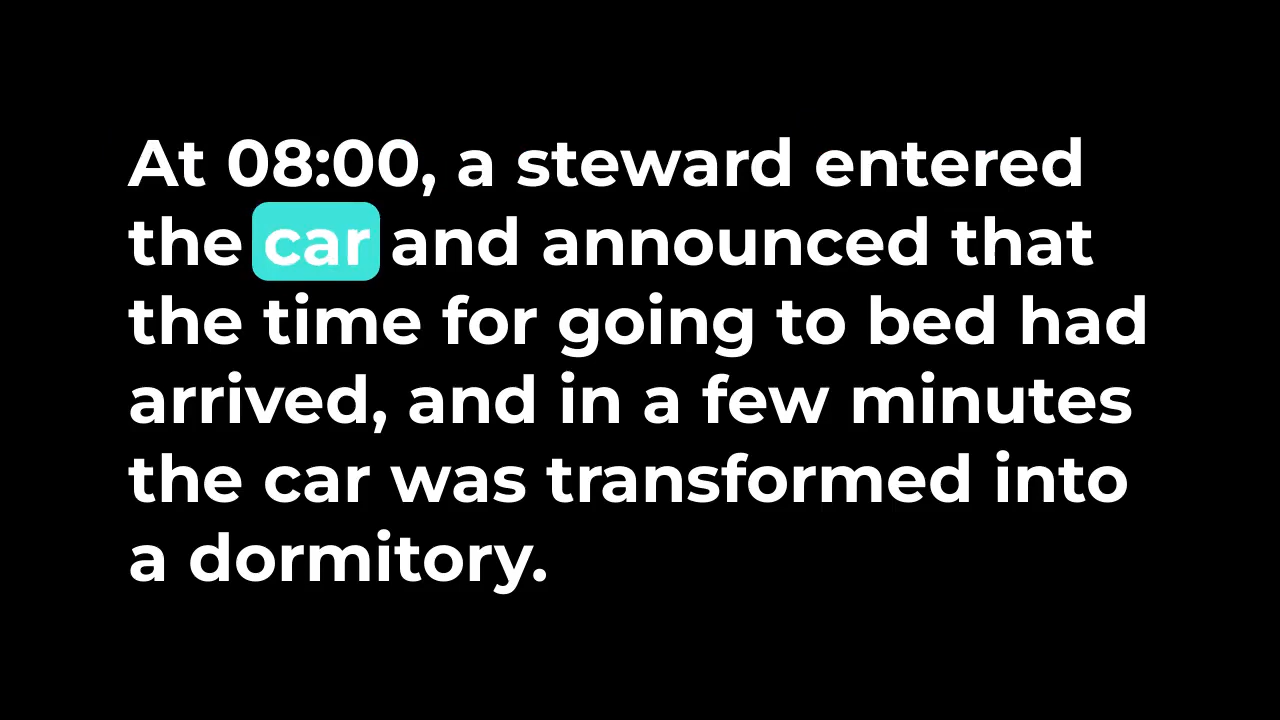 At 08:00, a steward entered
the car and announced that
the time for going to bed had
arrived, and in a few minutes
the car was transformed into
a dormitory.